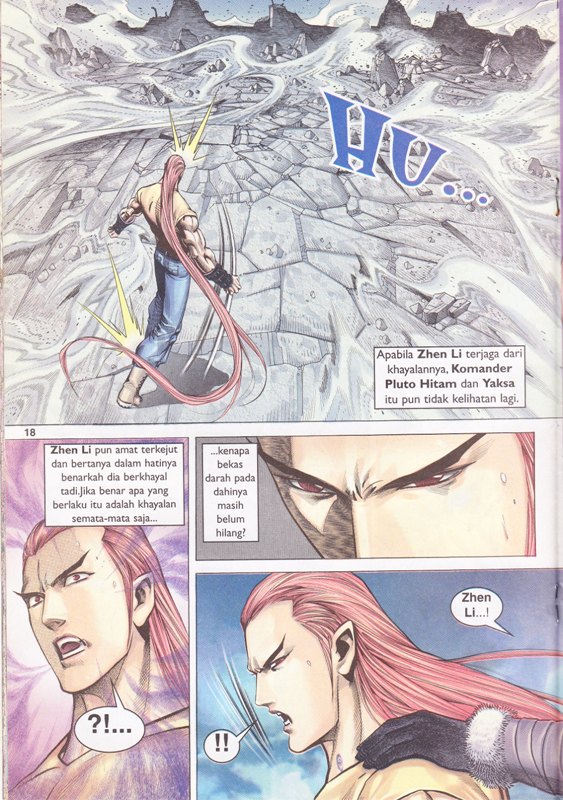 HU...
Apabila Zhen Li terjaga dari
khayalannya, Komander
Pluto Hitam dan Yaksa
itu pun tidak kelihatan lagi.
18
Zhen Li pun amat terkejut
dan bertanya dalam hatinya
benarkah dia berkhayal
tadi.Jika benar apa yang
berlaku itu adalah khayalan
semata-mata saja...
...kenapa
bekas
darah pada
dahinya
masih
belum
hilang?
?!...
Zhen
Li...!
!!